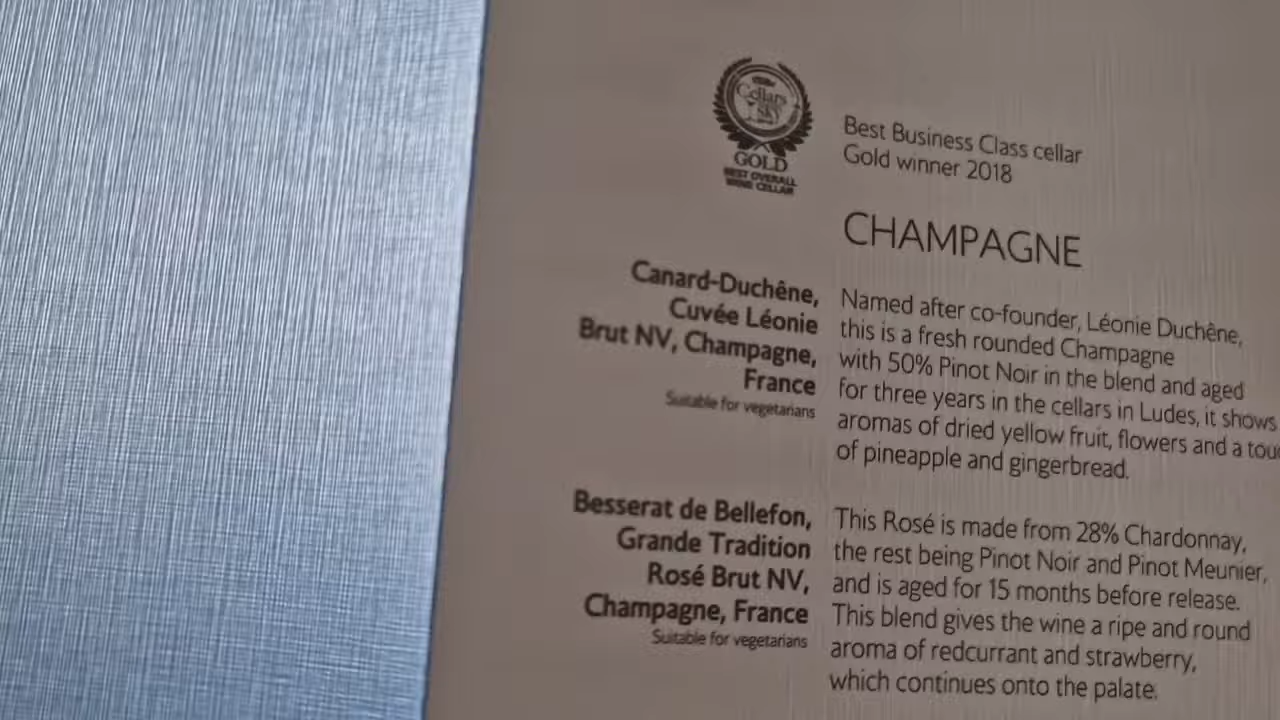 Cellars
in the
SKY
GOLD
BEST OVERALL
WINE CELLAR
Best Business Class cellar
Gold winner 2018
CHAMPAGNE
Canard-Duchêne,
Cuvée Léonie
Brut NV, Champagne,
France
Suitable for vegetarians
Named after co-founder, Léonie Duchêne,
this is a fresh rounded Champagne
with 50% Pinot Noir in the blend and aged
for three years in the cellars in Ludes, it shows
aromas of dried yellow fruit, flowers and a touc
of pineapple and gingerbread.
Besserat de Bellefon,
Grande Tradition
Rosé Brut NV,
Champagne, France
Suitable for vegetarians
This Rosé is made from 28% Chardonnay,
the rest being Pinot Noir and Pinot Meunier,
and is aged for 15 months before release.
This blend gives the wine a ripe and round
aroma of redcurrant and strawberry,
which continues onto the palate.